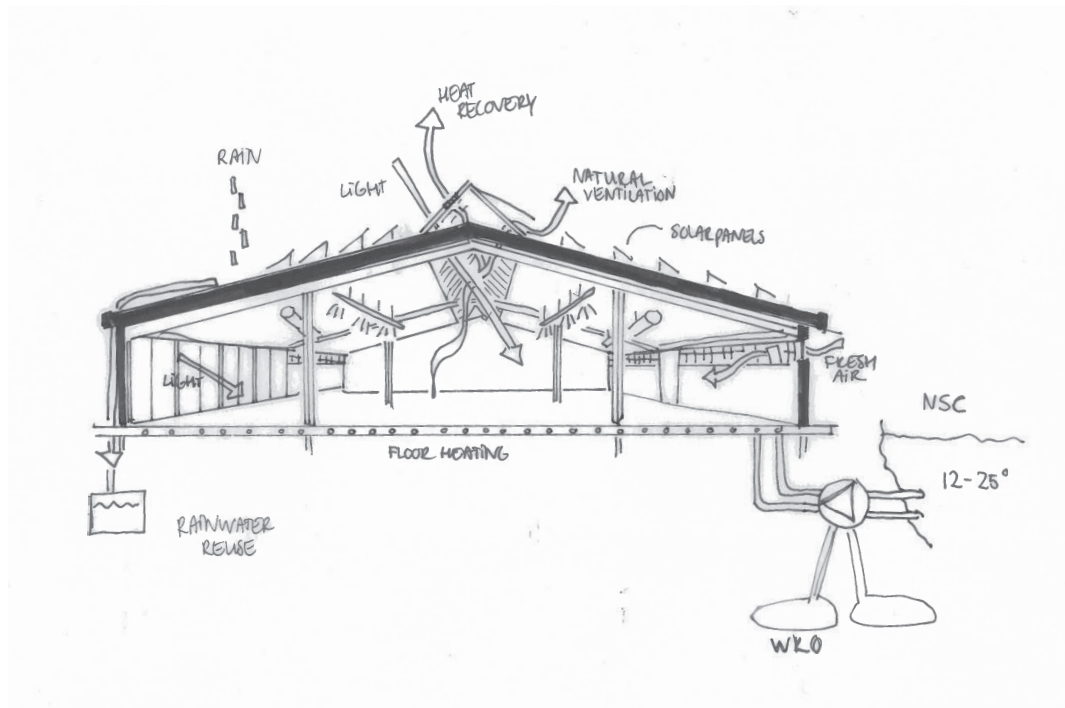 HEAT
RECOVERY
RAIN
LIGHT
NATURAL
VENTILATION
SOLARPANELS
LIGHT
FRESH
AIR
NSC
FLOOR HEATING
12-25°
RAINWATER
REUSE
WKO